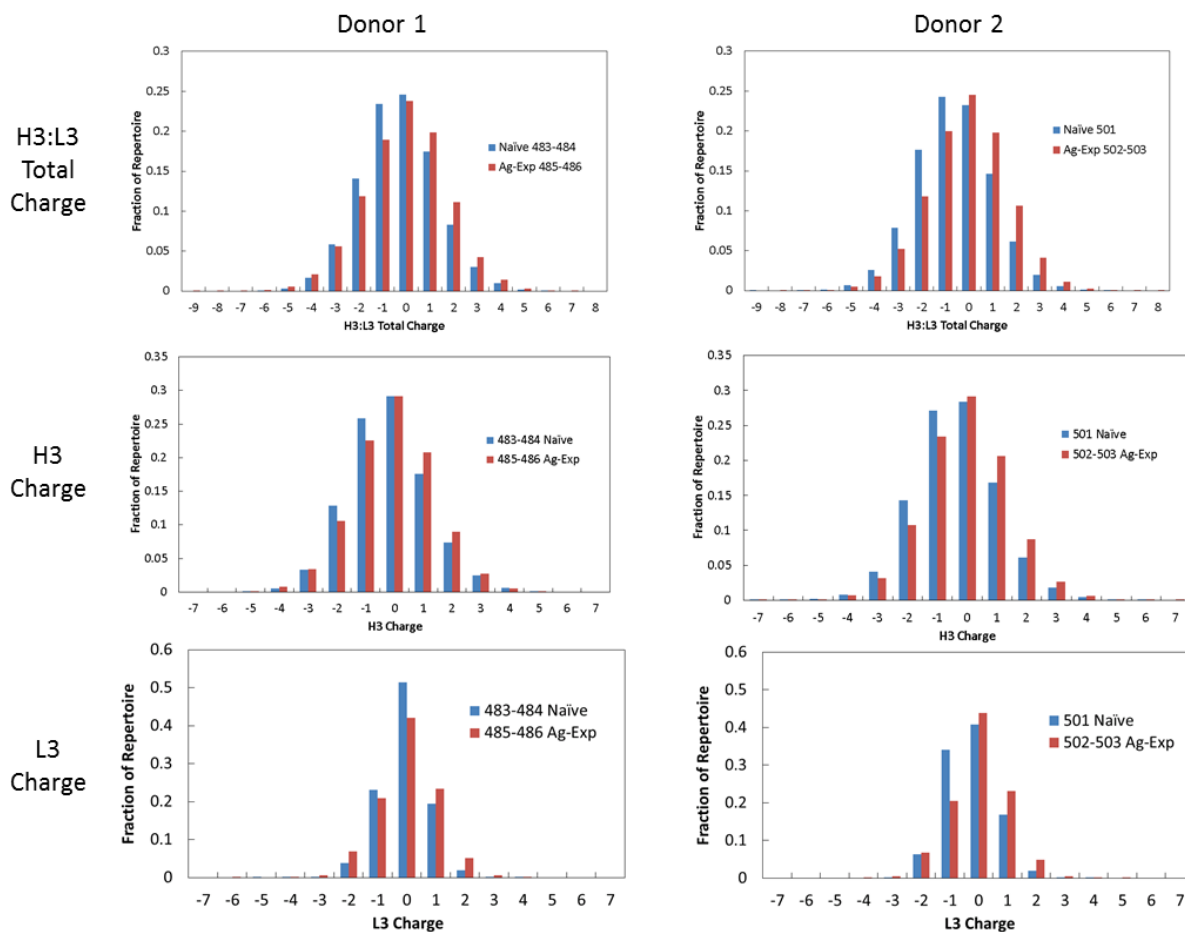 Donor 1
Donor 2
H3:L3
Total
Charge
Fraction of Repertoire
0.3
0.25
0.2
0.15
0.1
0.05
0
Naïve 483-484
Ag-Exp 485-486
-9 -8 -7 -6 -5 -4 -3 -2 -1 0 1 2 3 4 5 6 7 8
H3:L3 Total Charge
Fraction of Repertoire
0.3
0.25
0.2
0.15
0.1
0.05
0
Naïve 501
Ag-Exp 502-503
-9 -8 -7 -6 -5 -4 -3 -2 -1 0 1 2 3 4 5 6 7 8
H3:L3 Total Charge
H3
Charge
Fraction of Repertoire
0.35
0.3
0.25
0.2
0.15
0.1
0.05
0
483-484 Naïve
485-486 Ag-Exp
-7 -6 -5 -4 -3 -2 -1 0 1 2 3 4 5 6 7
H3 Charge
Fraction of Repertoire
0.35
0.3
0.25
0.2
0.15
0.1
0.05
0
501 Naïve
502-503 Ag-Exp
-7 -6 -5 -4 -3 -2 -1 0 1 2 3 4 5 6 7
H3 Charge
L3
Charge
Fraction of Repertoire
0.6
0.5
0.4
0.3
0.2
0.1
0
483-484 Naïve
485-486 Ag-Exp
-7 -6 -5 -4 -3 -2 -1 0 1 2 3 4 5 6 7
L3 Charge
Fraction of Repertoire
0.6
0.5
0.4
0.3
0.2
0.1
0
501 Naïve
502-503 Ag-Exp
-7 -6 -5 -4 -3 -2 -1 0 1 2 3 4 5 6 7
L3 Charge